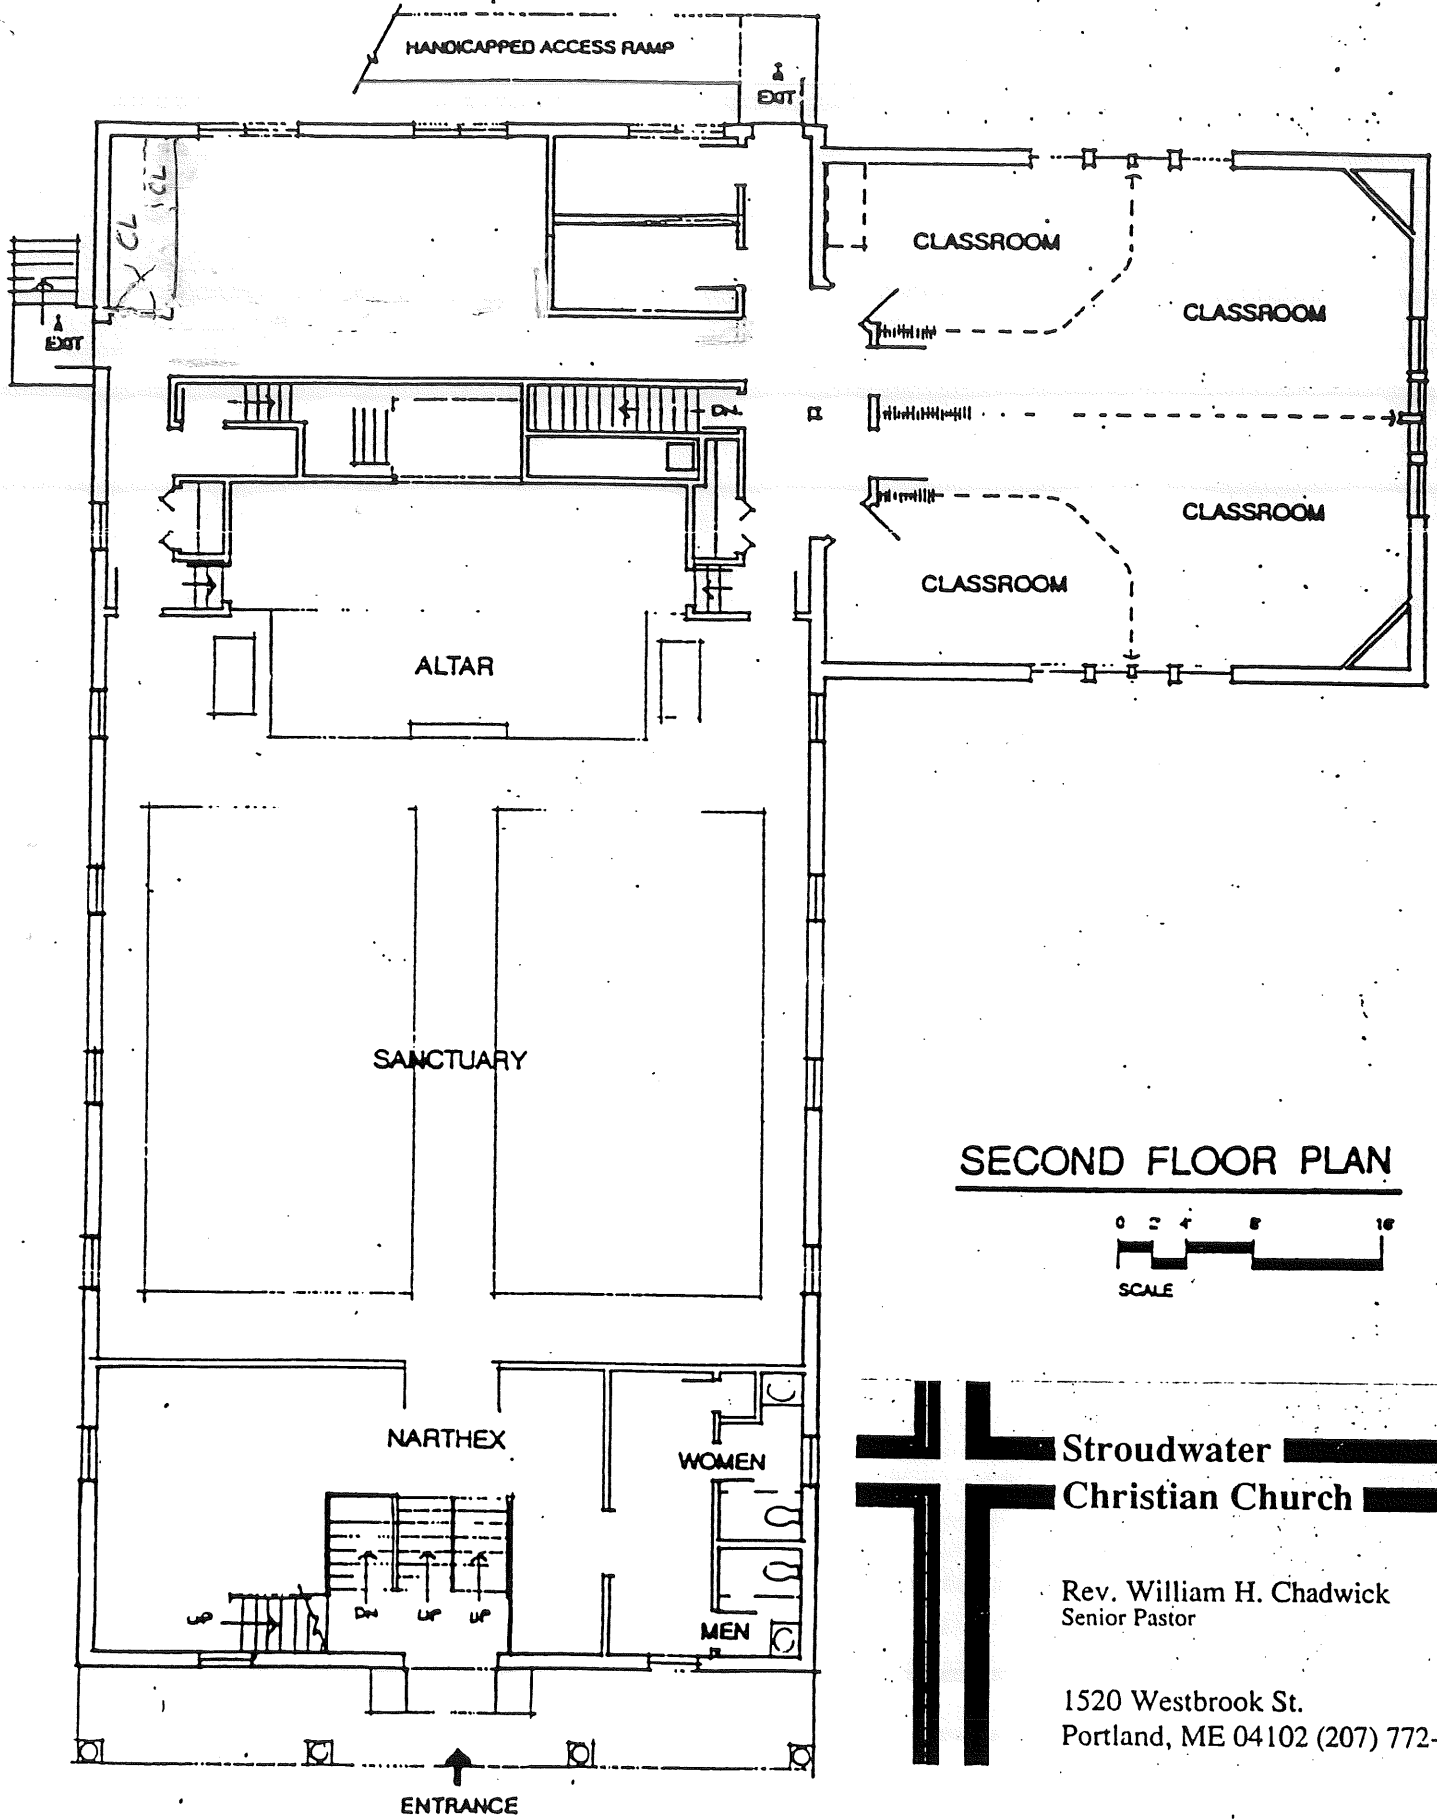 HANDICAPPED ACCESS RAMP
EXIT
CL
CL
CLASSROOM
CLASSROOM
EXIT
DN
CLASSROOM
CLASSROOM
ALTAR
SANCTUARY
SECOND FLOOR PLAN
0 2' 4' 8' 16'
SCALE
NARTHEX
WOMEN
Stroudwater
Christian Church
UP
DN
UP
UP
MEN
Rev. William H. Chadwick
Senior Pastor
1520 Westbrook St.
Portland, ME 04102 (207) 772-
ENTRANCE